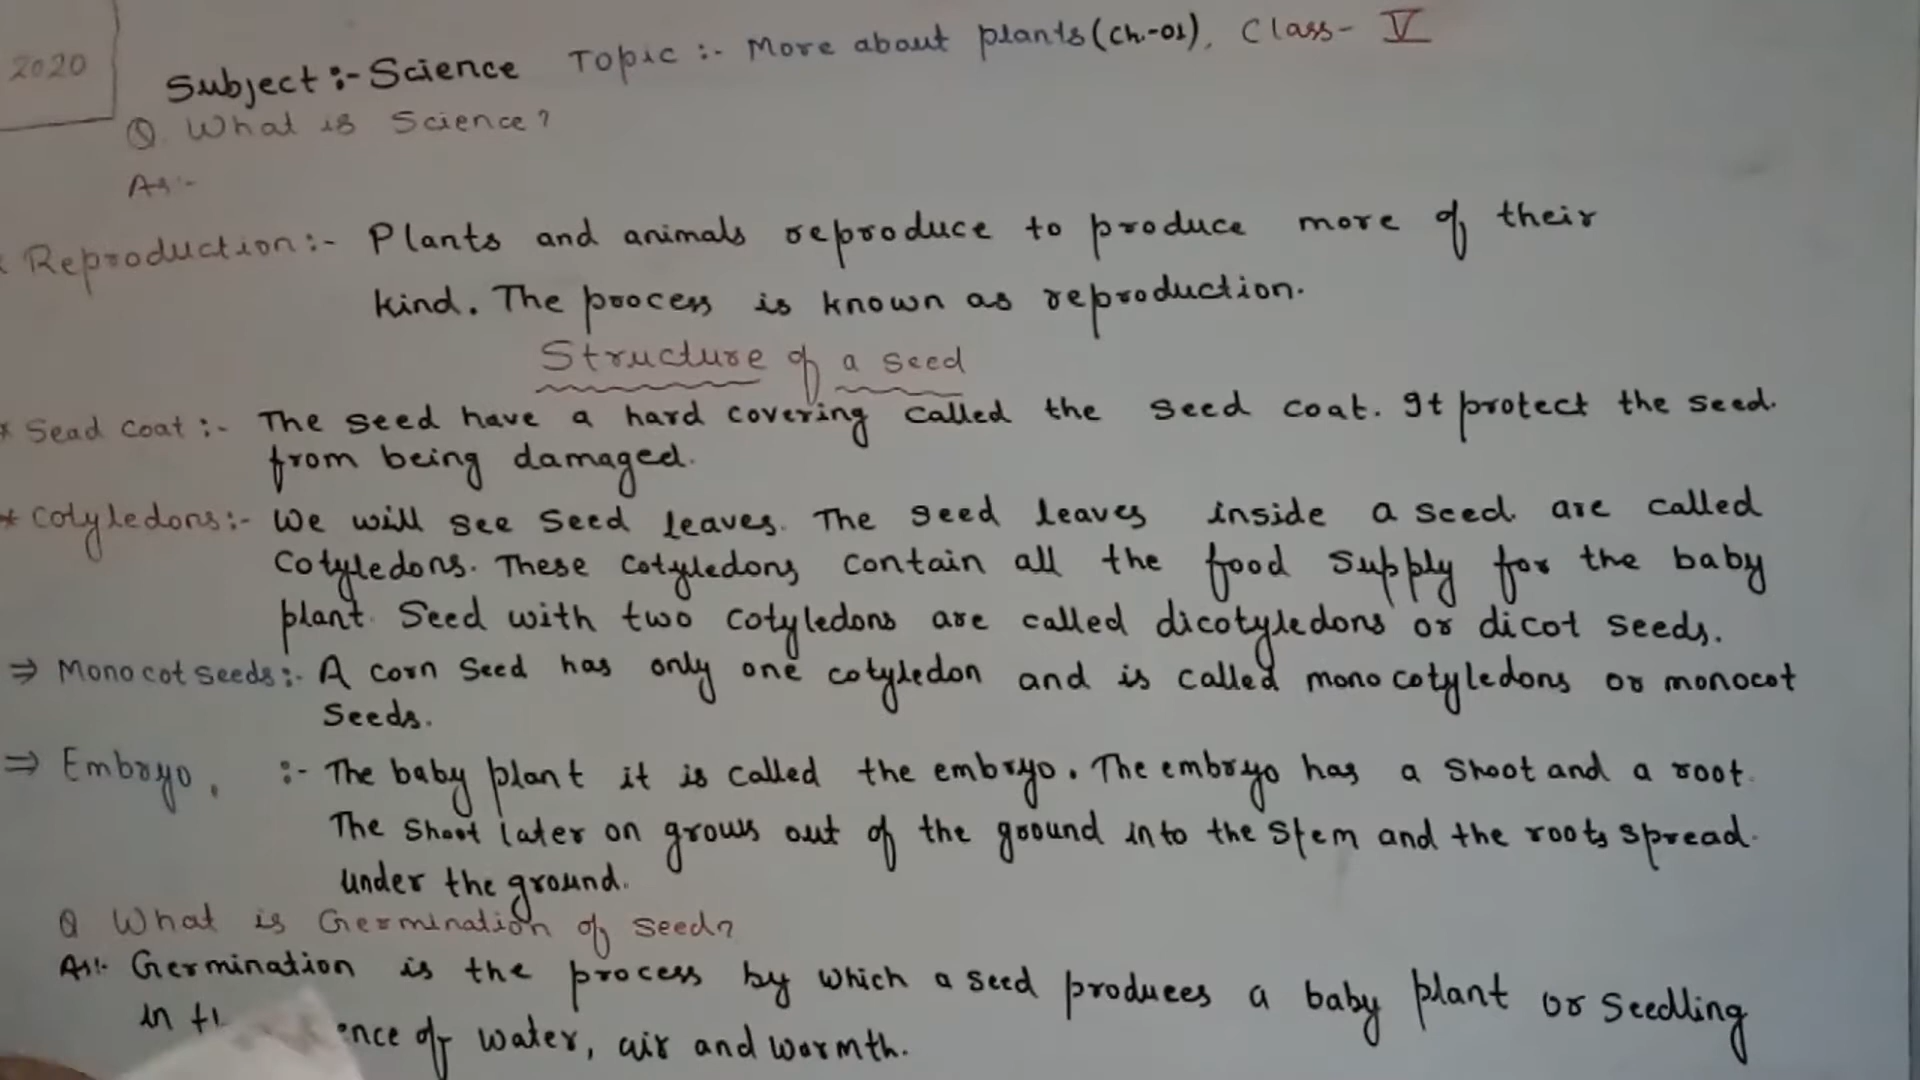 2020
Subject :- Science Topic :- More about plants (Ch.-01), Class- V
Q. What is Science?
As :-
Reproduction :- Plants and animals reproduce to produce more of their
kind. The process is known as reproduction.
Structure of a seed
* Sead coat :- The seed have a hard covering called the seed coat. It protect the seed.
from being damaged.
* Cotyledons :- We will see seed leaves. The seed leaves inside a seed are called
Cotyledons. These cotyledons contain all the food supply for the baby
plant. Seed with two cotyledons are called dicotyledons or dicot seeds.
⇒ Monocot seeds :- A corn seed has only one cotyledon and is called monocotyledons or monocot
Seeds.
⇒ Embryo, :- The baby plant it is called the embryo. The embryo has a shoot and a root.
The shoot later on grows out of the ground into the stem and the roots spread.
under the ground.
Q What is Germination of seed?
As :- Germination is the process by which a seed produces a baby plant or seedling
in of water, air and warmth.